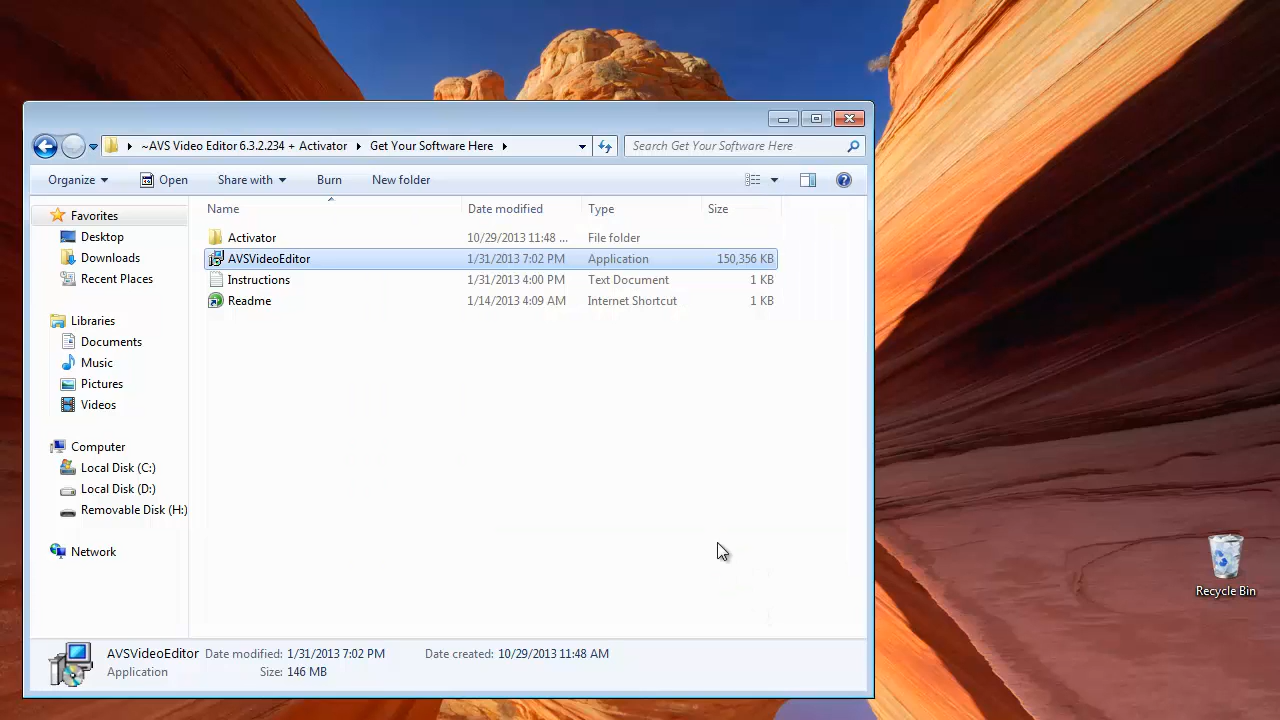 ~AVS Video Editor 6.3.2.234 + Activator Get Your Software Here Search Get Your Software Here
Organize Open Share with Burn New folder
Name Date modified Type Size
Favorites
Desktop
Downloads
Recent Places
Libraries
Documents
Music
Pictures
Videos
Computer
Local Disk (C:)
Local Disk (D:)
Removable Disk (H:)
Network
Activator 10/29/2013 11:48 ... File folder
AVSVideoEditor 1/31/2013 7:02 PM Application 150,356 KB
Instructions 1/31/2013 4:00 PM Text Document 1 KB
Readme 1/14/2013 4:09 AM Internet Shortcut 1 KB
AVSVideoEditor Date modified: 1/31/2013 7:02 PM Date created: 10/29/2013 11:48 AM
Application Size: 146 MB
Recycle Bin